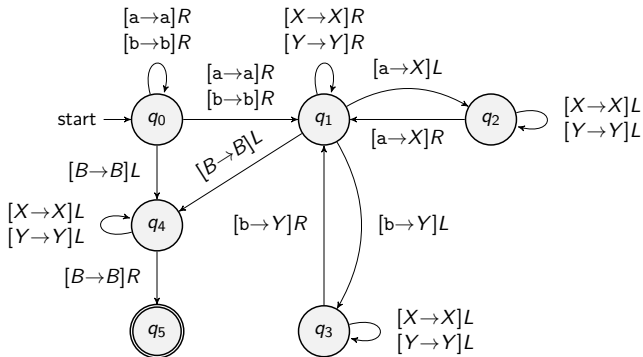 [a→a]R
[b→b]R
[X→X]R
[Y→Y]R
[a→a]R
[b→b]R
[a→X]L
start
q0
q1
q2
[X→X]L
[Y→Y]L
[a→X]R
[B→B]L
[B→B]L
[X→X]L
[Y→Y]L
q4
[b→Y]R
[b→Y]L
[B→B]R
q5
q3
[X→X]L
[Y→Y]L